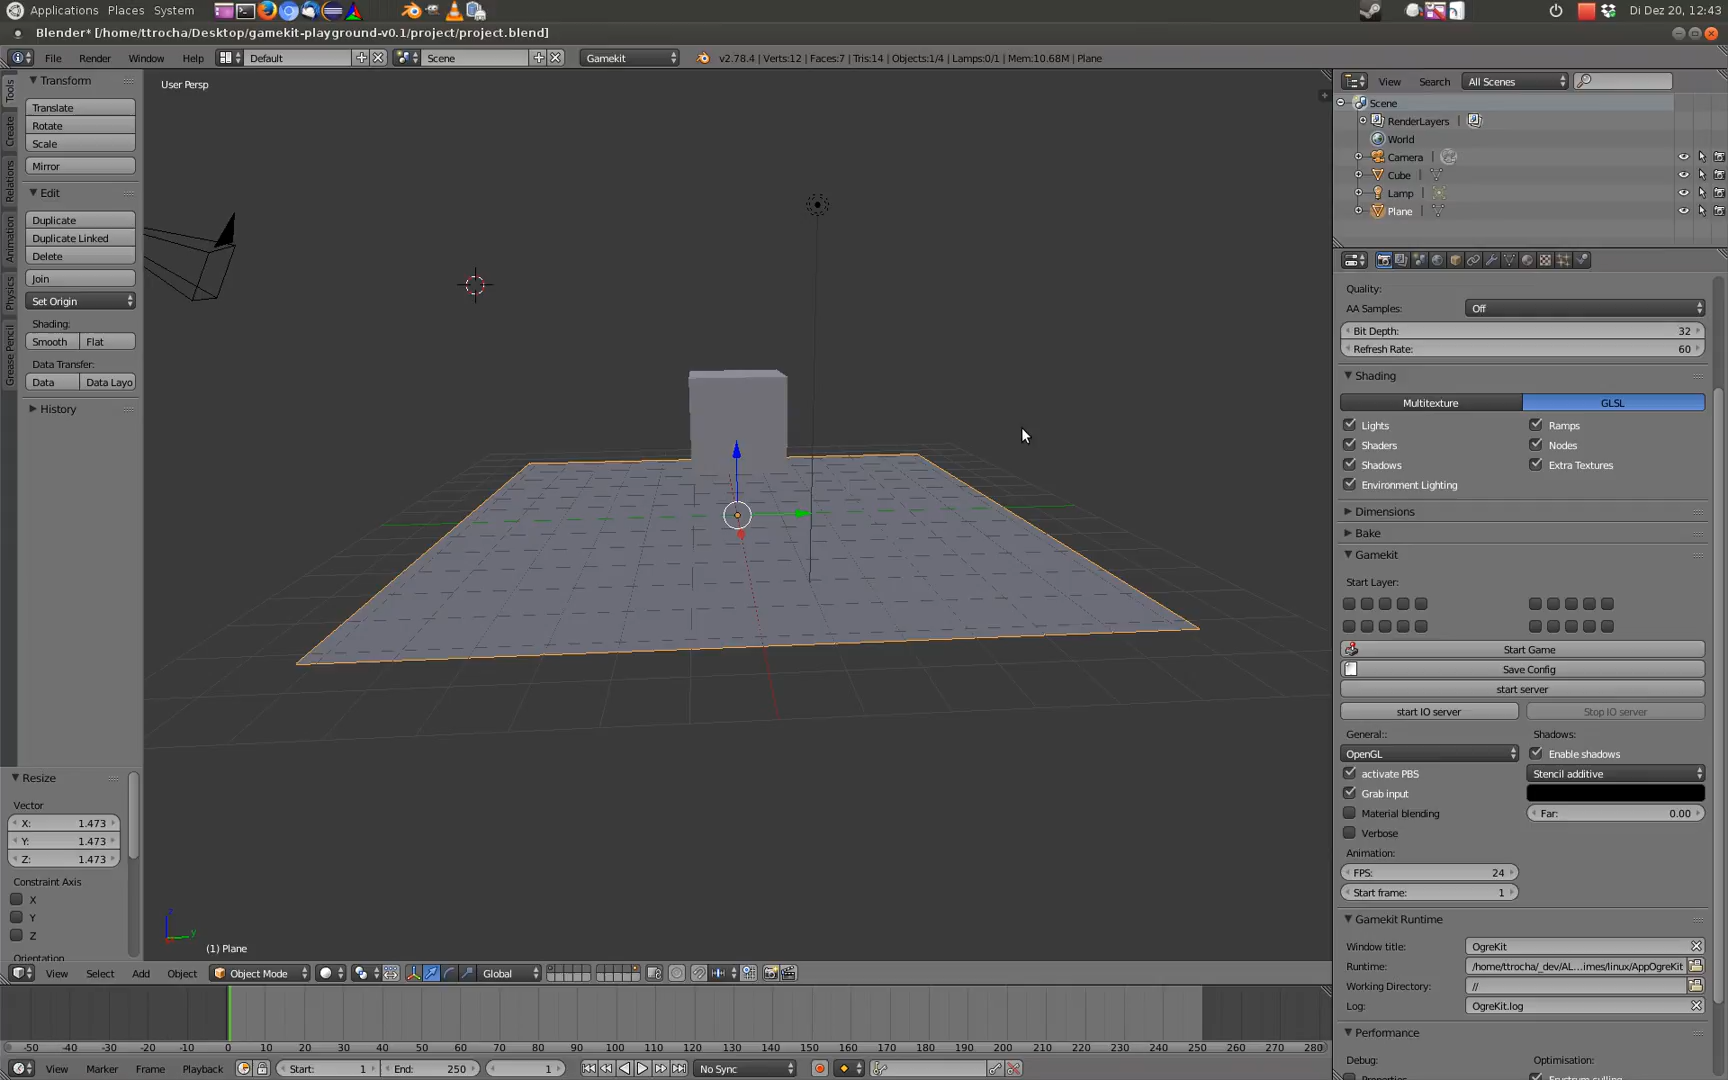 Applications Places System Di Dez 20, 12:43
Blender* [/home/ttrocha/Desktop/gamekit-playground-v0.1/project/project.blend]
File Render Window Help Default Scene Gamekit v2.78.4 | Verts:12 | Faces:7 | Tris:14 | Objects:1/4 | Lamps:0/1 | Mem:10.68M | Plane
Tools
Create
Relations
Animation
Physics
Grease Pencil
Transform
Translate
Rotate
Scale
Mirror
Edit
Duplicate
Duplicate Linked
Delete
Join
Set Origin
Shading:
Smooth Flat
Data Transfer:
Data Data Layo
History
Resize
Vector
X: 1.473
Y: 1.473
Z: 1.473
Constraint Axis
X
Y
Z
Orientation
User Persp
z
y
(1) Plane
View Select Add Object Object Mode Global
-50 -40 -30 -20 -10 0 10 20 30 40 50 60 70 80 90 100 110 120 130 140 150 160 170 180 190 200 210 220 230 240 250 260 270 280
View Marker Frame Playback Start: 1 End: 250 1 No Sync
View Search All Scenes
Scene
RenderLayers |
World
Camera |
Cube |
Lamp |
Plane |
Quality:
AA Samples: Off
Bit Depth: 32
Refresh Rate: 60
Shading
Multitexture GLSL
Lights Ramps
Shaders Nodes
Shadows Extra Textures
Environment Lighting
Dimensions
Bake
Gamekit
Start Layer:
Start Game
Save Config
start server
start IO server Stop IO server
General:: Shadows:
OpenGL Enable shadows
activate PBS Stencil additive
Grab input
Material blending Far: 0.00
Verbose
Animation:
FPS: 24
Start frame: 1
Gamekit Runtime
Window title: OgreKit
Runtime: /home/ttrocha/_dev/AL...imes/linux/AppOgreKit
Working Directory: //
Log: OgreKit.log
Performance
Debug: Optimisation: